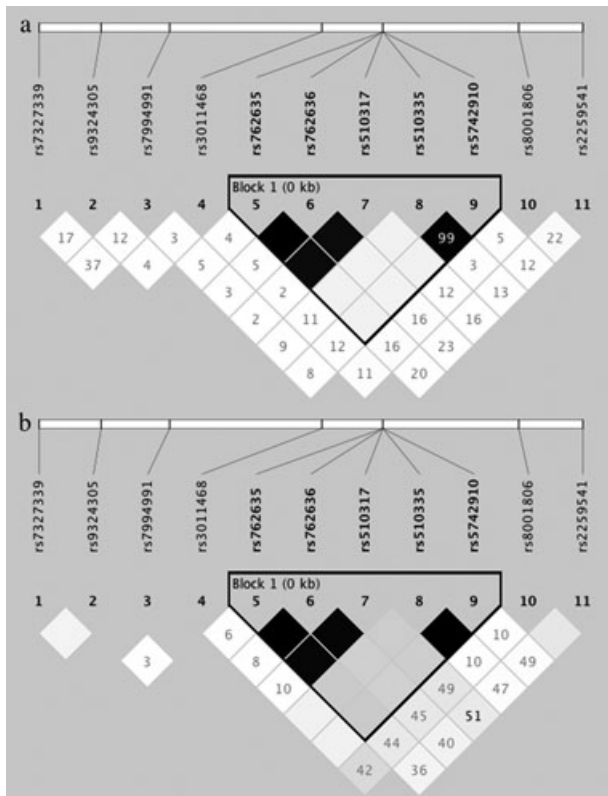 a
rs7327339
rs9324305
rs7994991
rs3011468
rs762635
rs762636
rs510317
rs510335
rs5742910
rs8001806
rs2259541
Block 1 (0 kb)
1 2 3 4 5 6 7 8 9 10 11
17 12 3 4 99 5 22
37 4 5 5 3 12
3 2 12 13
2 11 16 16
9 12 16 23
8 11 20
b
rs7327339
rs9324305
rs7994991
rs3011468
rs762635
rs762636
rs510317
rs510335
rs5742910
rs8001806
rs2259541
Block 1 (0 kb)
1 2 3 4 5 6 7 8 9 10 11
6 10
3 8 10 49
10 49 47
45 51
44 40
42 36